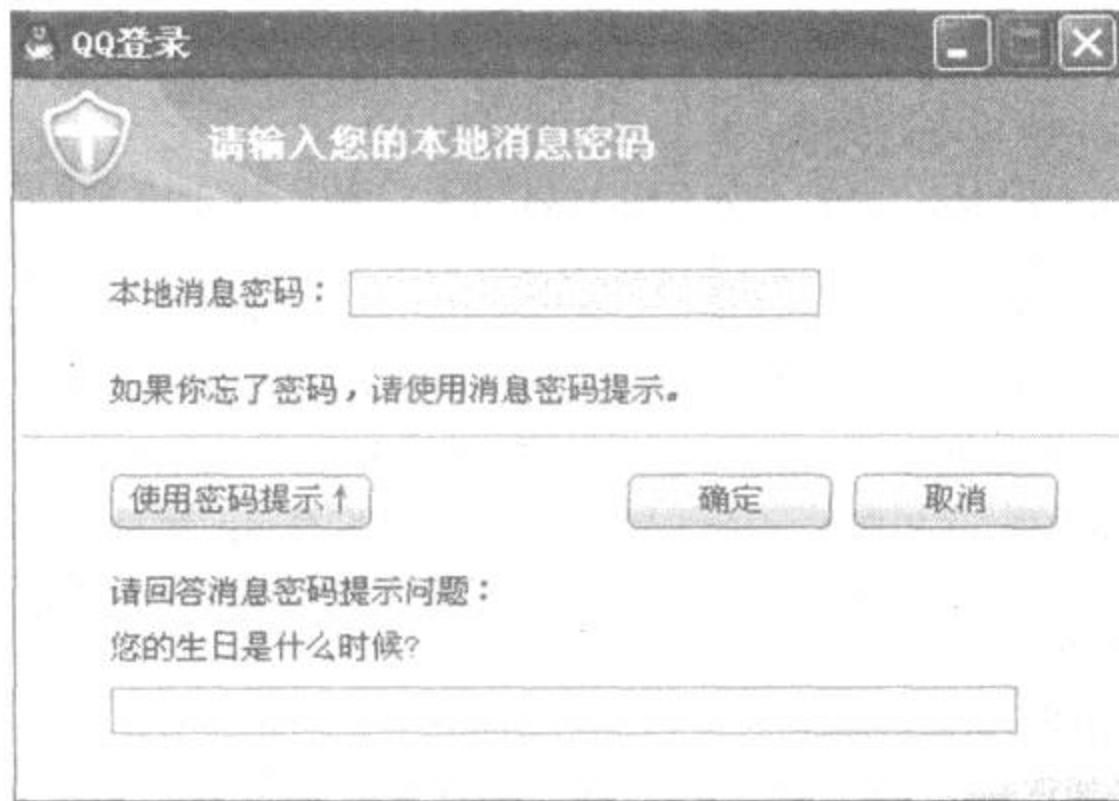 QQ登录
请输入您的本地消息密码
本地消息密码：
如果你忘了密码，请使用消息密码提示。
使用密码提示↑ 确定 取消
请回答消息密码提示问题：
您的生日是什么时候?